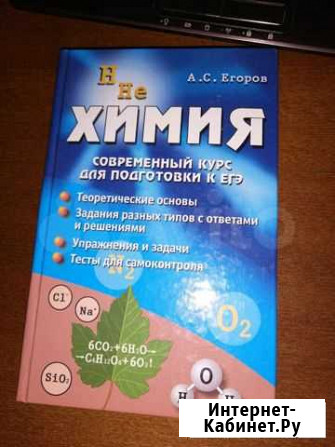 H
He
А.С. Егоров
ХИМИЯ
СОВРЕМЕННЫЙ КУРС
ДЛЯ ПОДГОТОВКИ К ЕГЭ
Теоретические основы
Задания разных типов с ответами
и решениями
Упражнения и задачи
Тесты для самоконтроля
N₂
Cl⁻
Na⁺
O₂
6CO₂+6H₂O→
→C₆H₁₂O₆+6O₂↑
SiO₂
O
H H
Интернет-
Кабинет.Ру